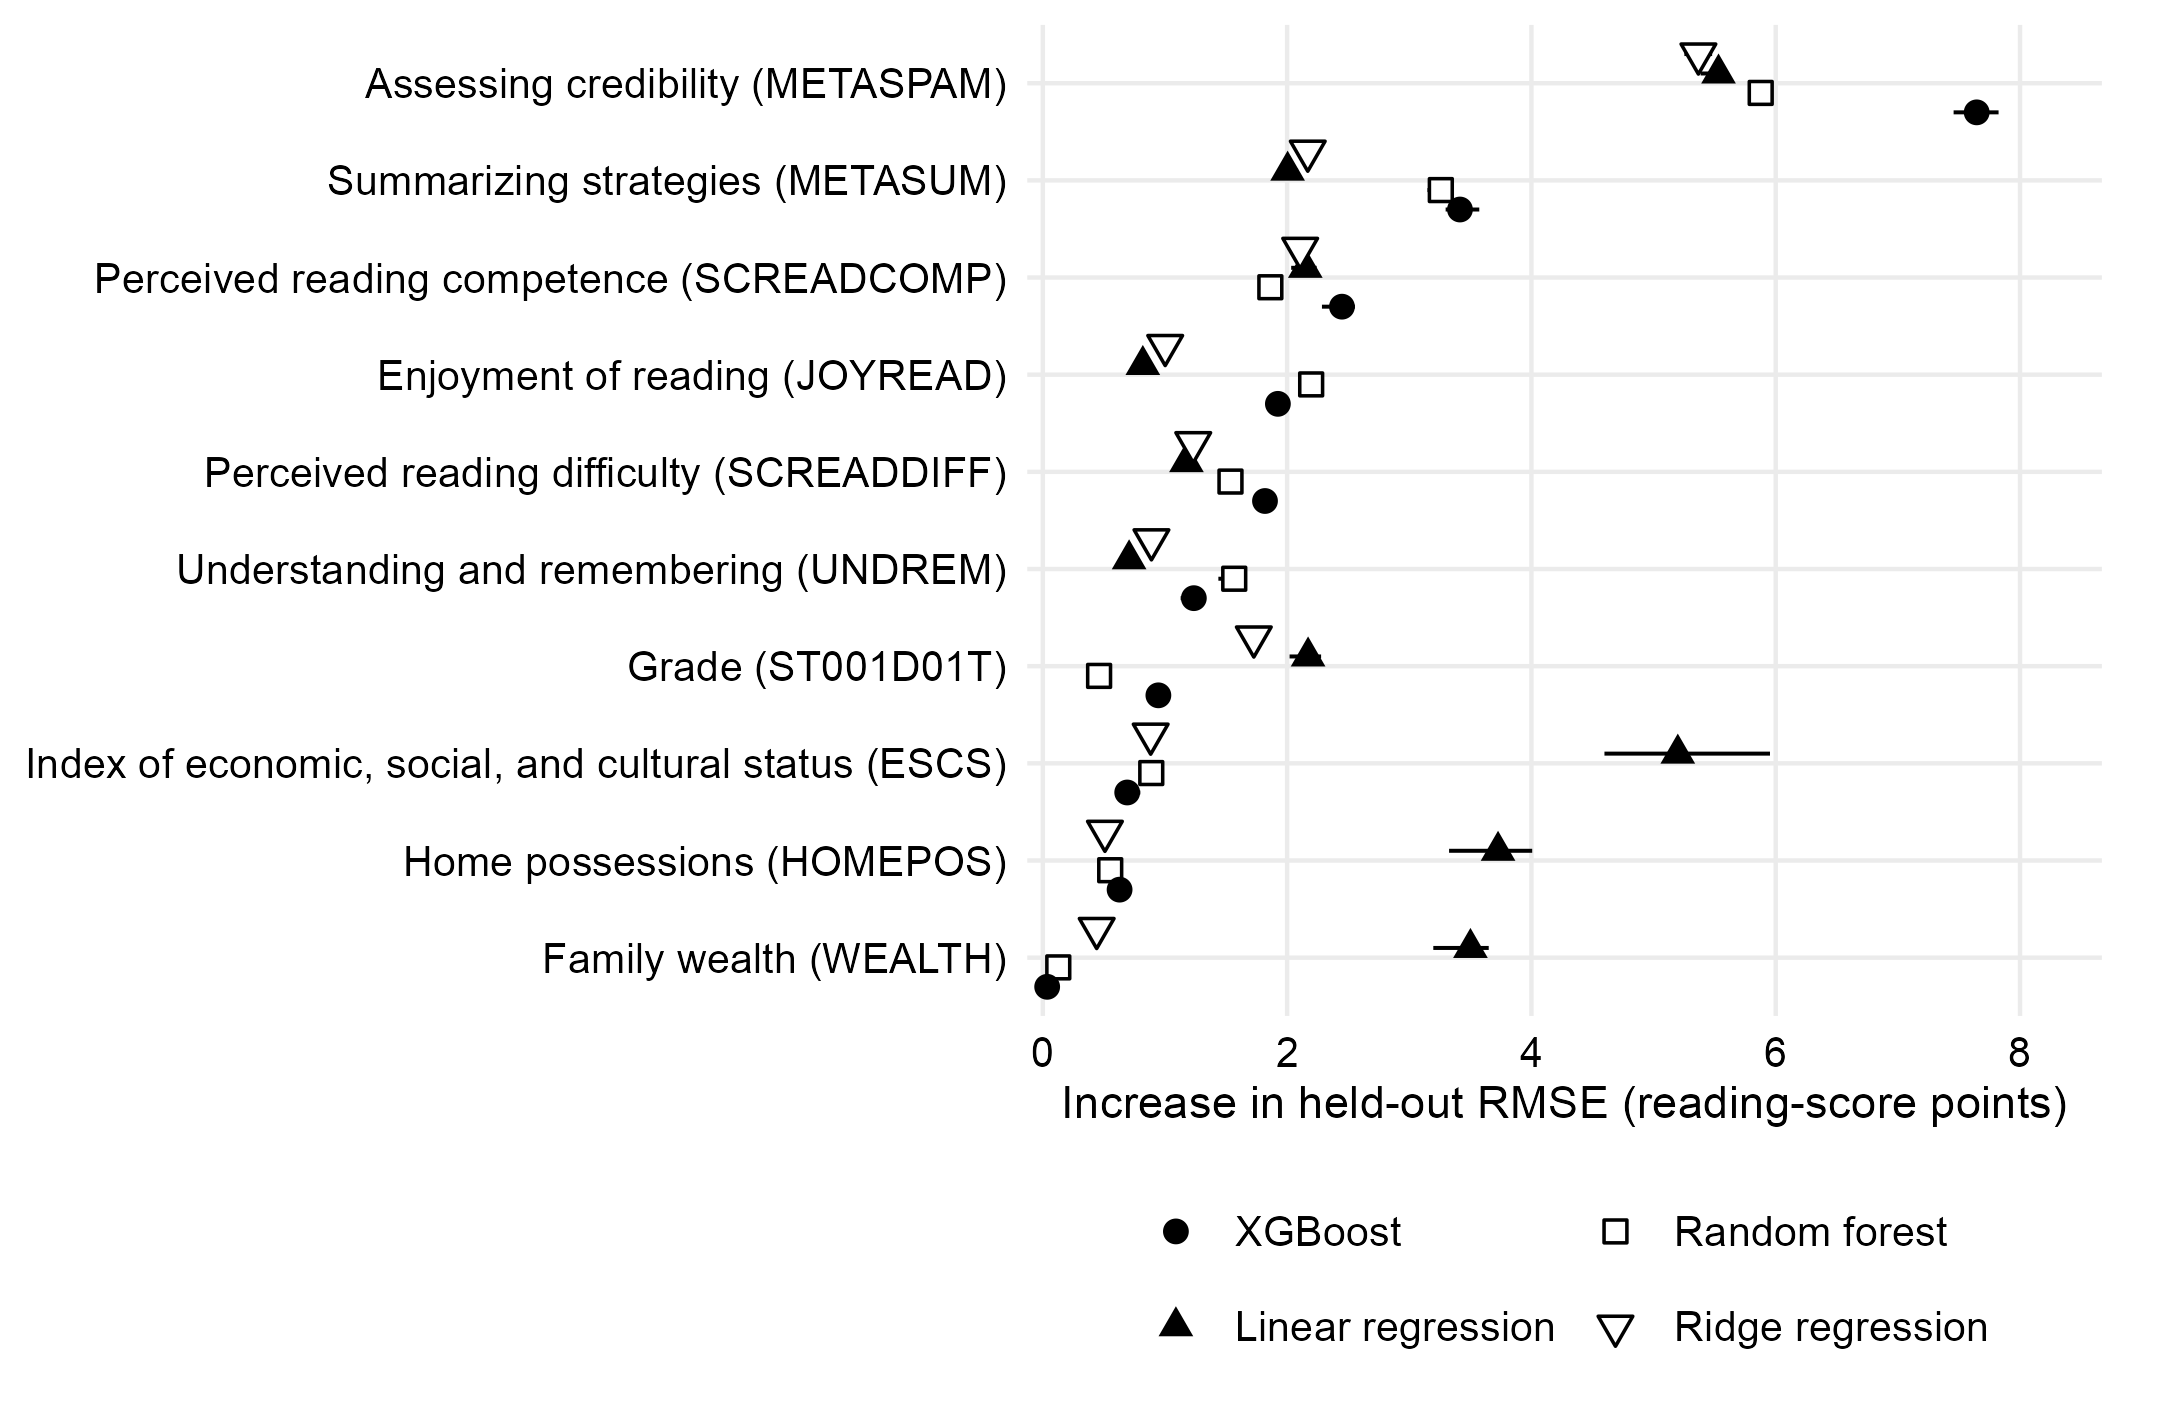 Assessing credibility (METASPAM)
Summarizing strategies (METASUM)
Perceived reading competence (SCREADCOMP)
Enjoyment of reading (JOYREAD)
Perceived reading difficulty (SCREADDIFF)
Understanding and remembering (UNDREM)
Grade (ST001D01T)
Index of economic, social, and cultural status (ESCS)
Home possessions (HOMEPOS)
Family wealth (WEALTH)
0 2 4 6 8
Increase in held-out RMSE (reading-score points)
XGBoost Random forest
Linear regression Ridge regression